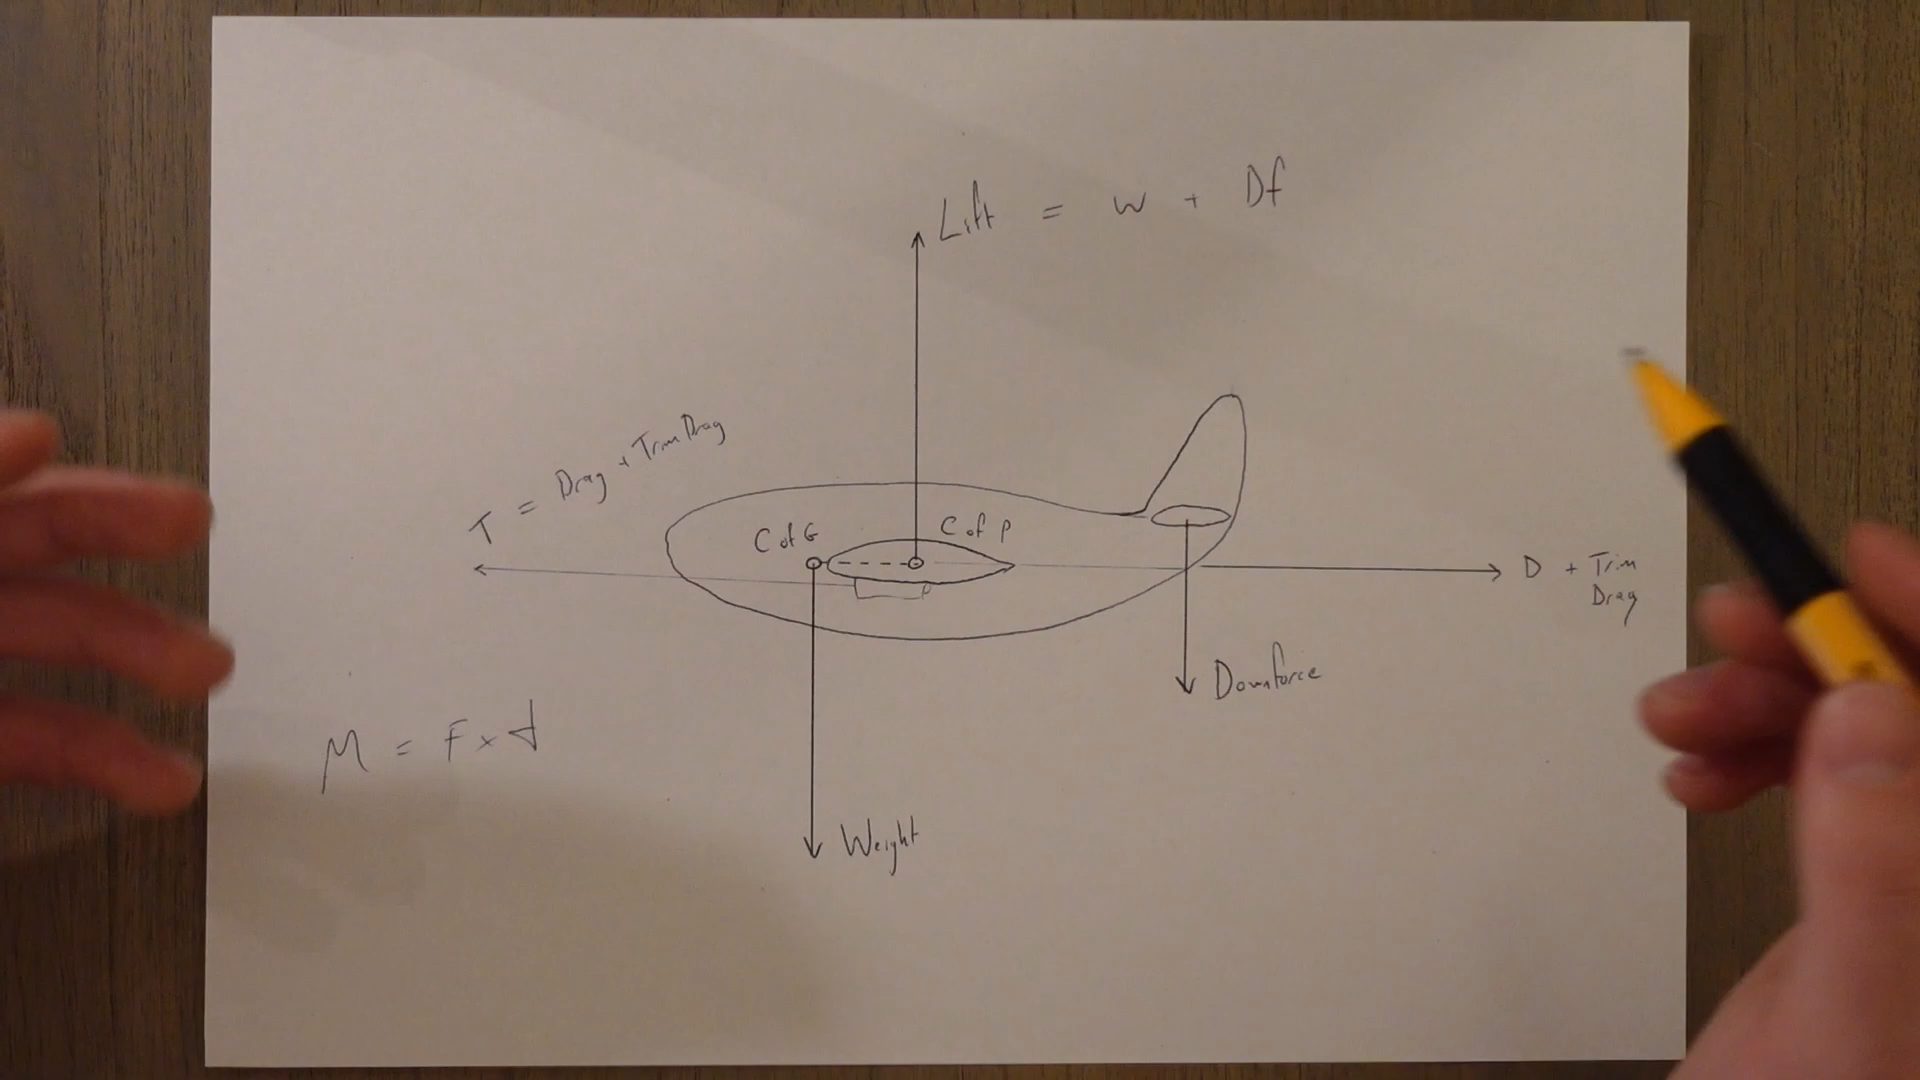 Lift = W + Df
T = Drag + Trim Drag
C of G
C of P
D + Trim
Drag
Downforce
M = F x d
Weight